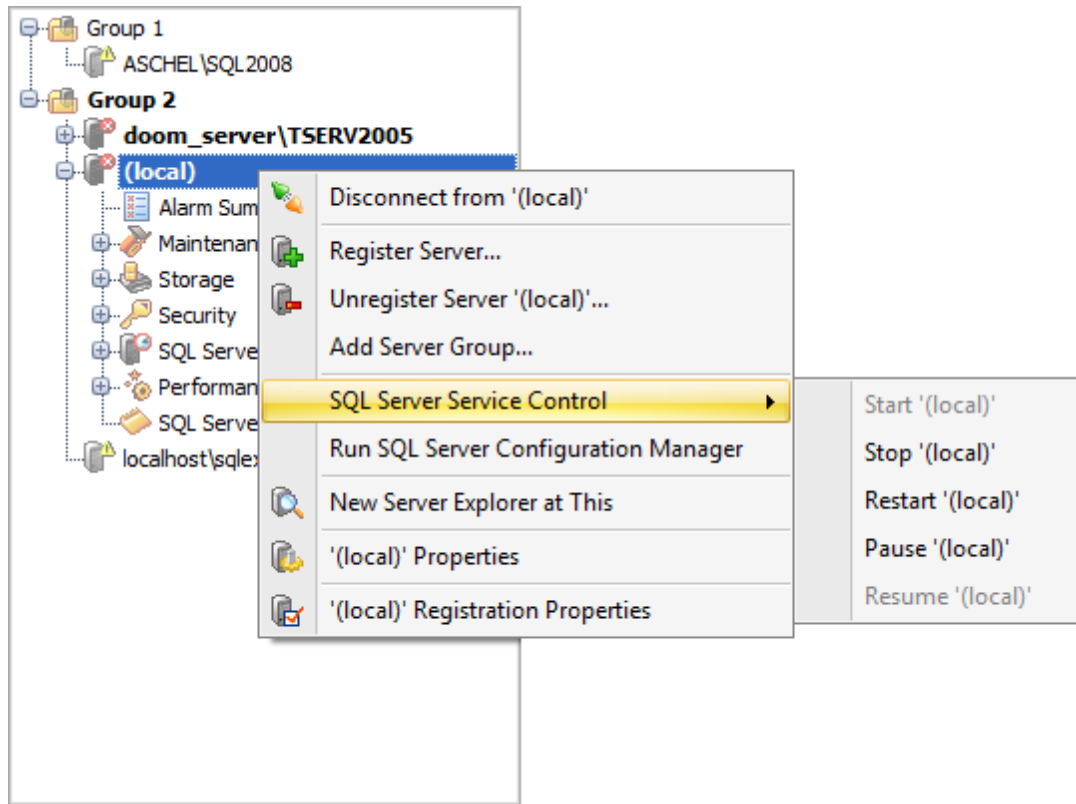 Group 1
ASCHEL\SQL2008
Group 2
doom_server\TSERV2005
(local)
Alarm Sum
Maintenan
Storage
Security
SQL Serve
Performan
SQL Serve
localhost\sqlex
Disconnect from '(local)'
Register Server...
Unregister Server '(local)'...
Add Server Group...
SQL Server Service Control
Run SQL Server Configuration Manager
New Server Explorer at This
'(local)' Properties
'(local)' Registration Properties
Start '(local)'
Stop '(local)'
Restart '(local)'
Pause '(local)'
Resume '(local)'